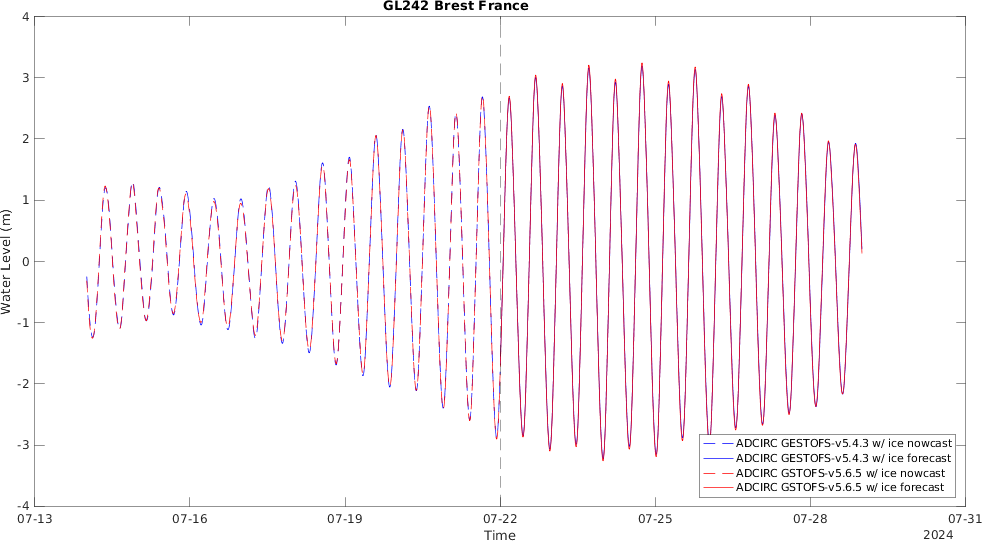 GL242 Brest France
4
3
2
1
0
-1
-2
-3
-4
Water Level (m)
ADCIRC GESTOFS-v5.4.3 w/ ice nowcast
ADCIRC GESTOFS-v5.4.3 w/ ice forecast
ADCIRC GSTOFS-v5.6.5 w/ ice nowcast
ADCIRC GSTOFS-v5.6.5 w/ ice forecast
07-13 07-16 07-19 07-22 07-25 07-28 07-31
Time 2024